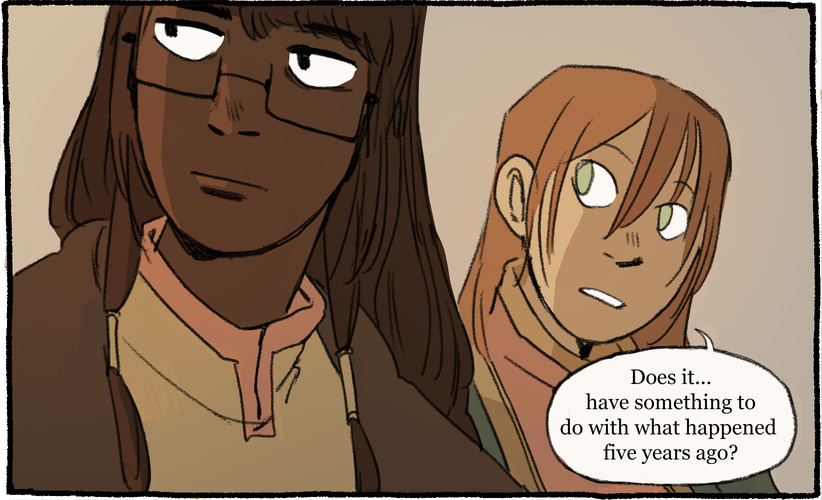 Does it...
have something to
do with what happened
five years ago?